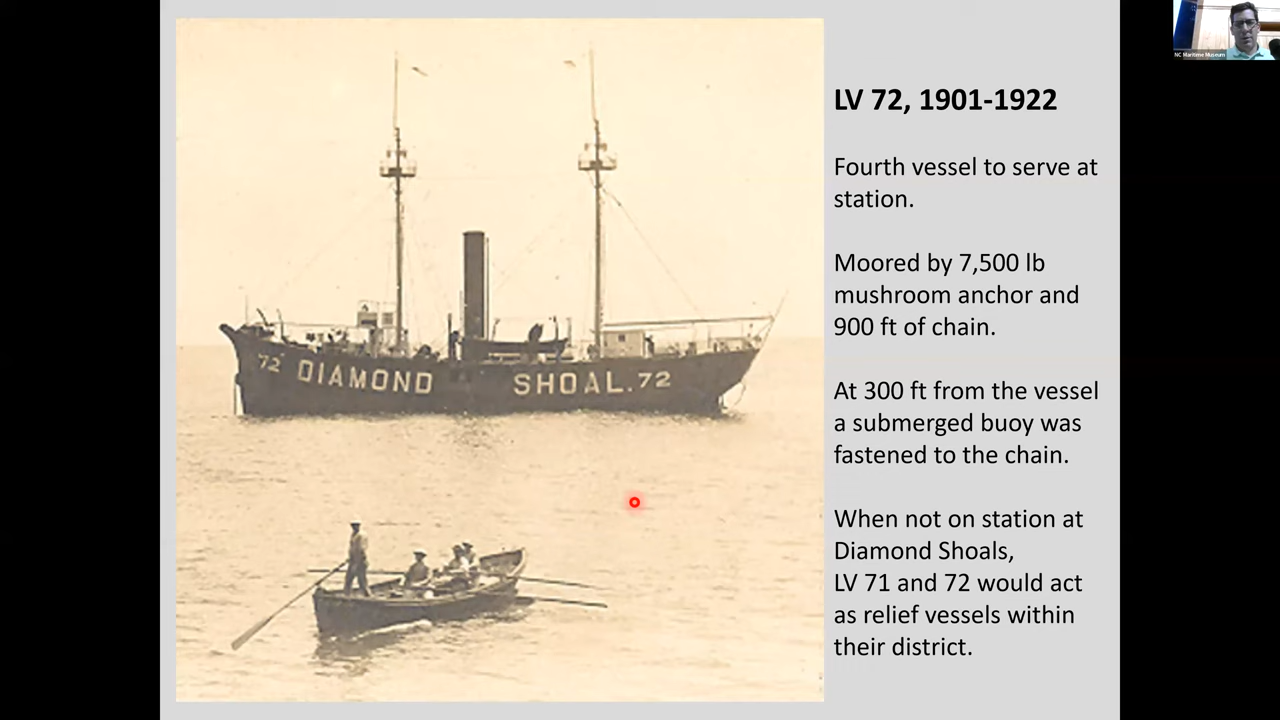 NC Maritime Museum
LV 72, 1901-1922
Fourth vessel to serve at
station.
Moored by 7,500 lb
mushroom anchor and
900 ft of chain.
At 300 ft from the vessel
a submerged buoy was
fastened to the chain.
When not on station at
Diamond Shoals,
LV 71 and 72 would act
as relief vessels within
their district.
72 DIAMOND SHOAL. 72